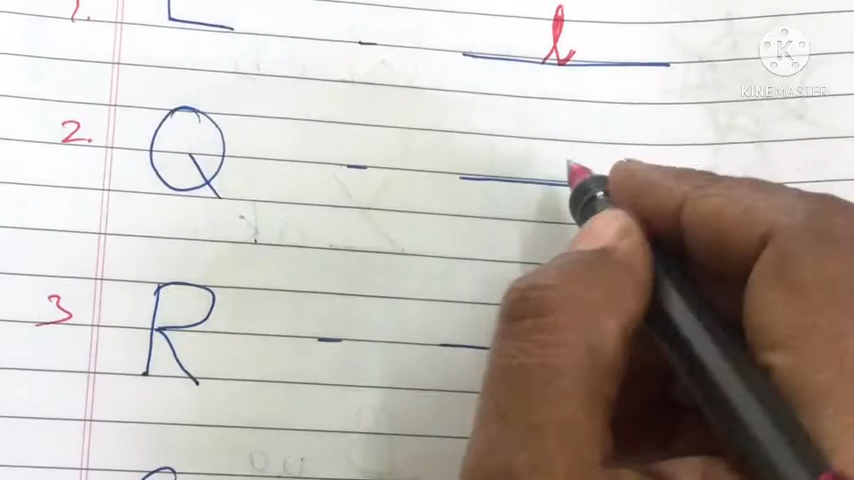 1. L - l
2. Q -
3 R -
KINEMASTER